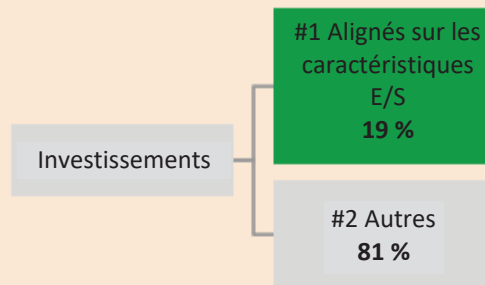 #1 Alignés sur les
caractéristiques
E/S
19 %
Investissements
#2 Autres
81 %